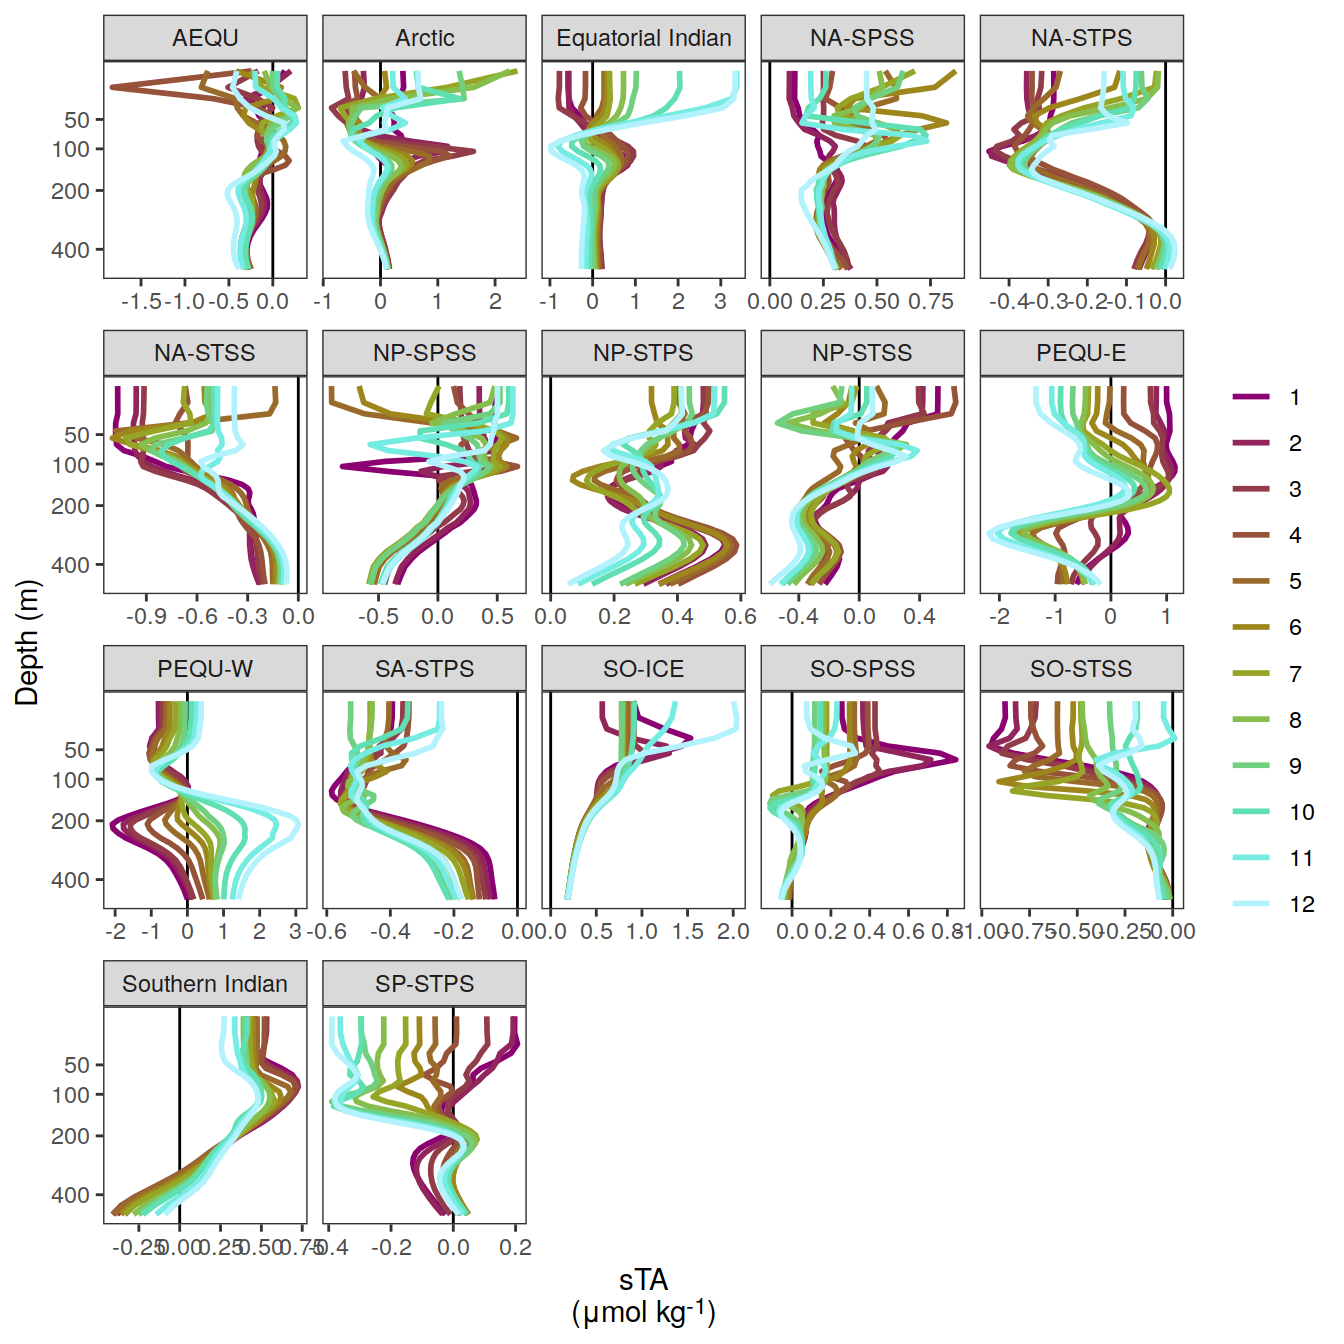 AEQU Arctic Equatorial Indian NA-SPSS NA-STPS
50
100
200
400
-1.5 -1.0 -0.5 0.0 -1 0 1 2 -1 0 1 2 3 0.00 0.25 0.50 0.75 -0.4 -0.3 -0.2 -0.1 0.0
NA-STSS NP-SPSS NP-STPS NP-STSS PEQU-E
50
100
200
400
-0.9 -0.6 -0.3 0.0 -0.5 0.0 0.5 0.0 0.2 0.4 0.6 -0.4 0.0 0.4 -2 -1 0 1
PEQU-W SA-STPS SO-ICE SO-SPSS SO-STSS
50
100
200
400
-2 -1 0 1 2 3 -0.6 -0.4 -0.2 0.0 0.0 0.5 1.0 1.5 2.0 0.0 0.2 0.4 0.6 0.8 -1.00 -0.75 -0.50 -0.25 0.00
Southern Indian SP-STPS
50
100
200
400
-0.25 0.00 0.25 0.50 0.75 -0.4 -0.2 0.0 0.2
sTA
(μmol kg⁻¹)
Depth (m)
1
2
3
4
5
6
7
8
9
10
11
12